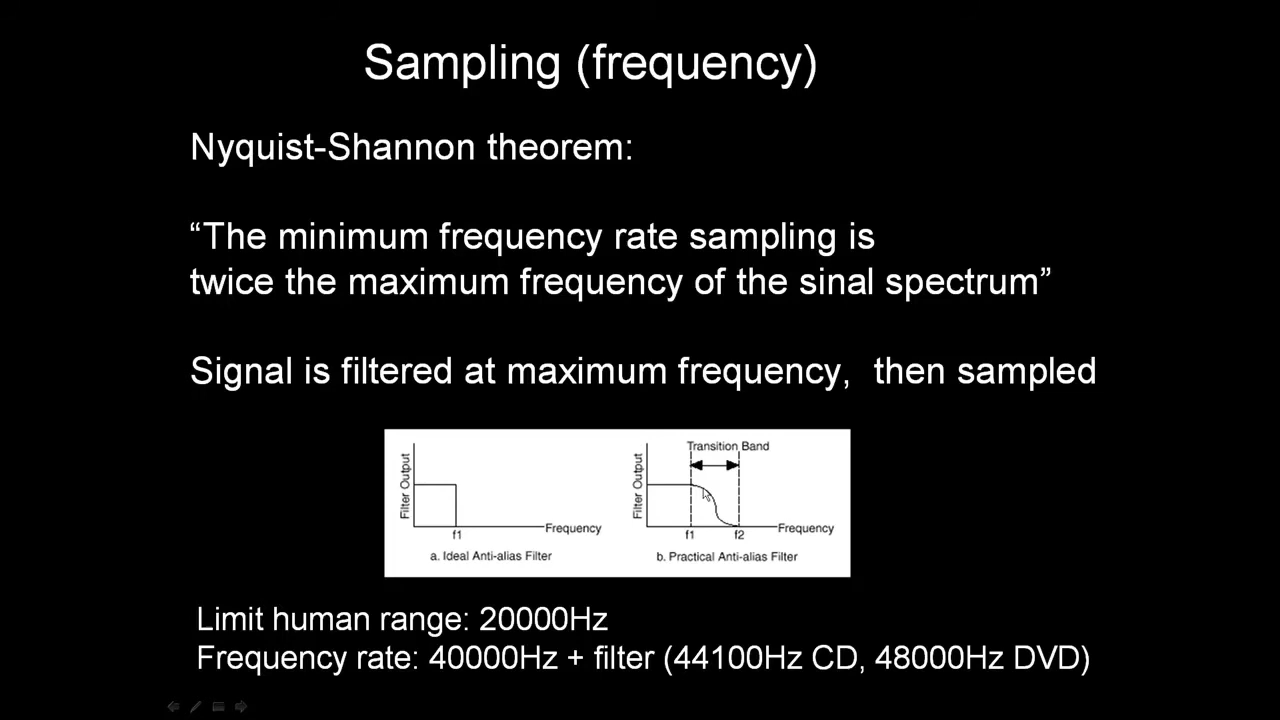 Sampling (frequency)
Nyquist-Shannon theorem:
“The minimum frequency rate sampling is
twice the maximum frequency of the sinal spectrum”
Signal is filtered at maximum frequency, then sampled
Filter Output
f1
Frequency
a. Ideal Anti-alias Filter
Transition Band
Filter Output
f1
f2
Frequency
b. Practical Anti-alias Filter
Limit human range: 20000Hz
Frequency rate: 40000Hz + filter (44100Hz CD, 48000Hz DVD)